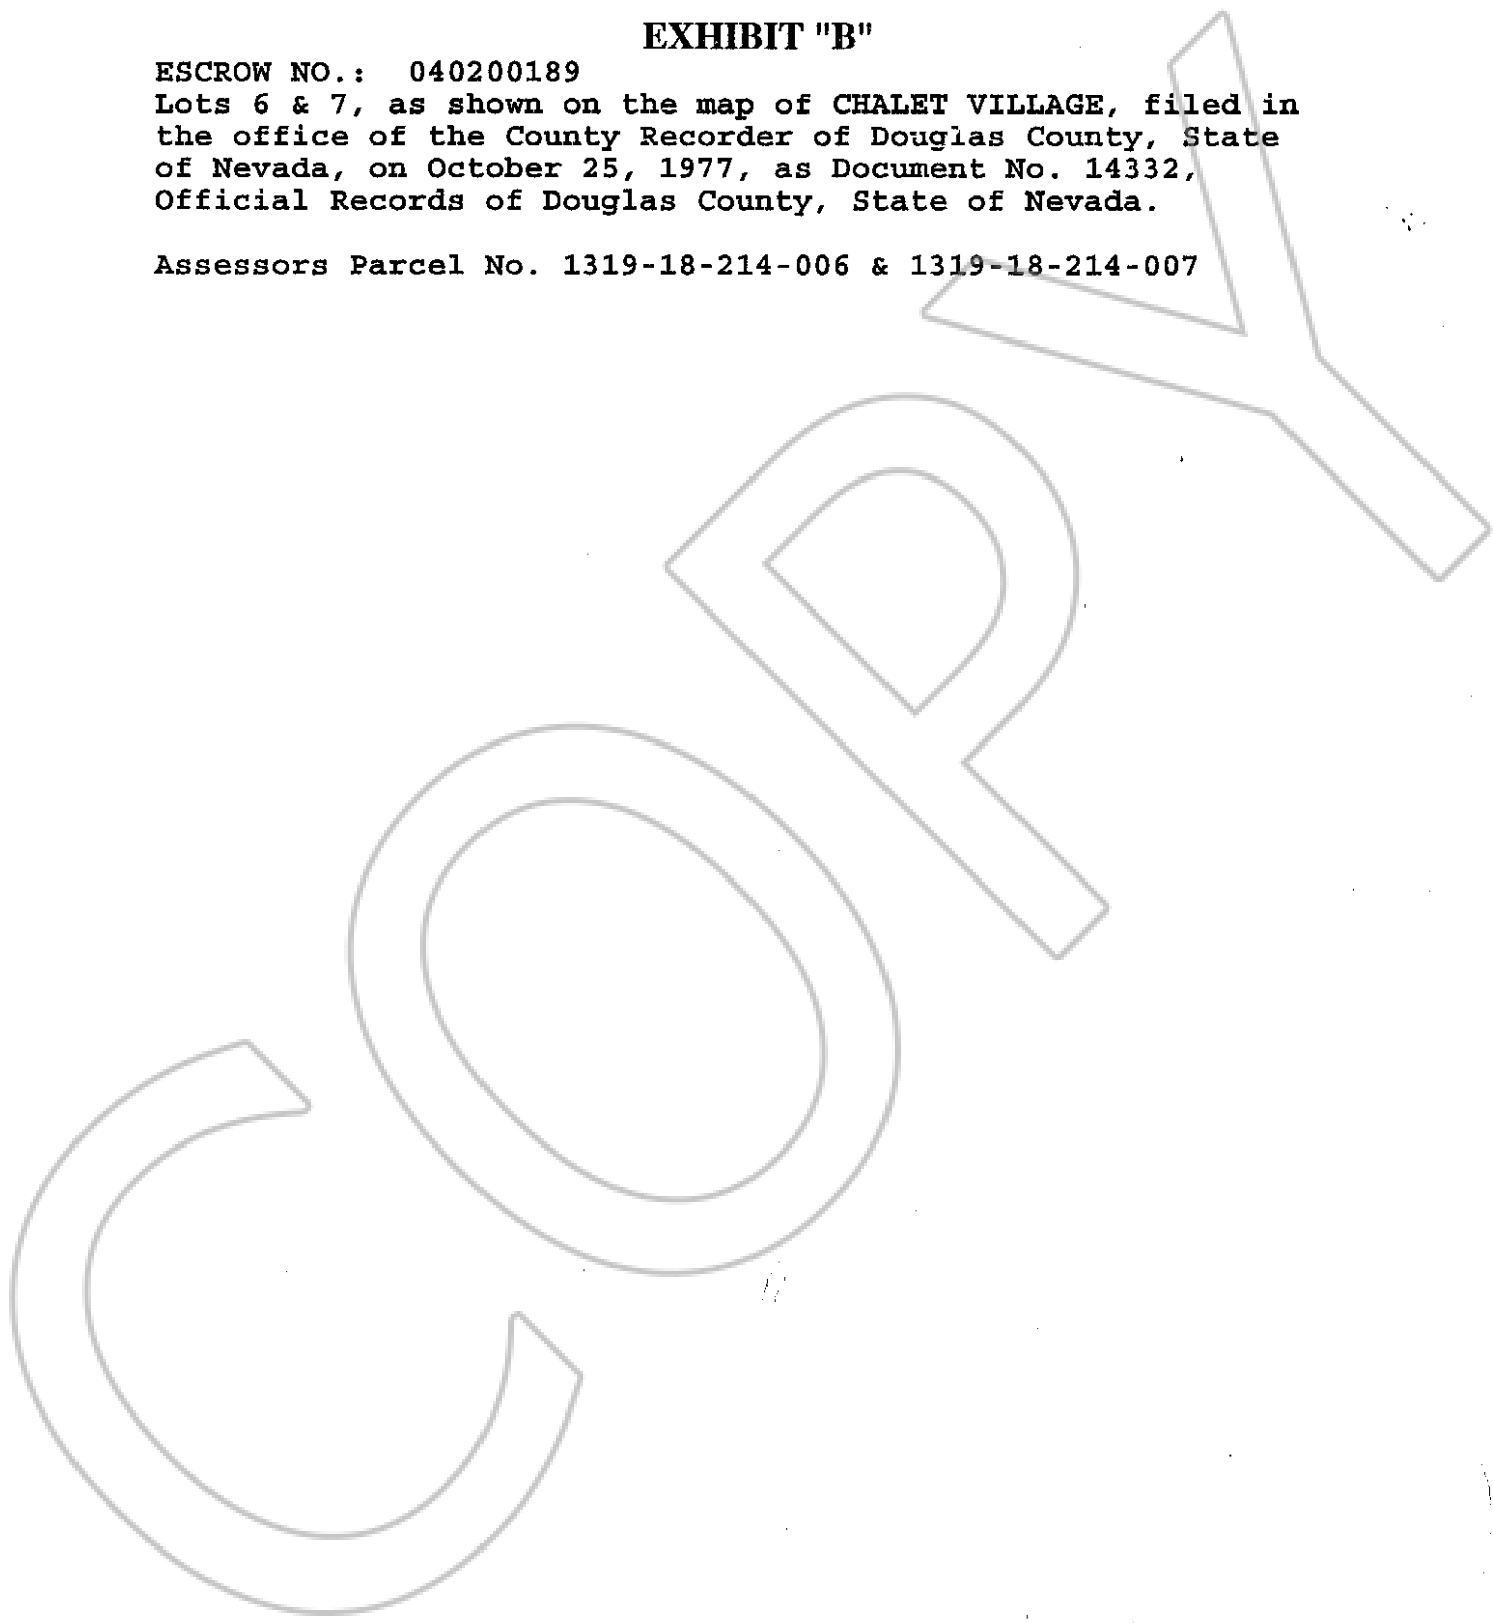 EXHIBIT "B"
ESCROW NO.: 040200189
Lots 6 & 7, as shown on the map of CHALET VILLAGE, filed in
the office of the County Recorder of Douglas County, State
of Nevada, on October 25, 1977, as Document No. 14332,
Official Records of Douglas County, State of Nevada.
Assessors Parcel No. 1319-18-214-006 & 1319-18-214-007
COPY